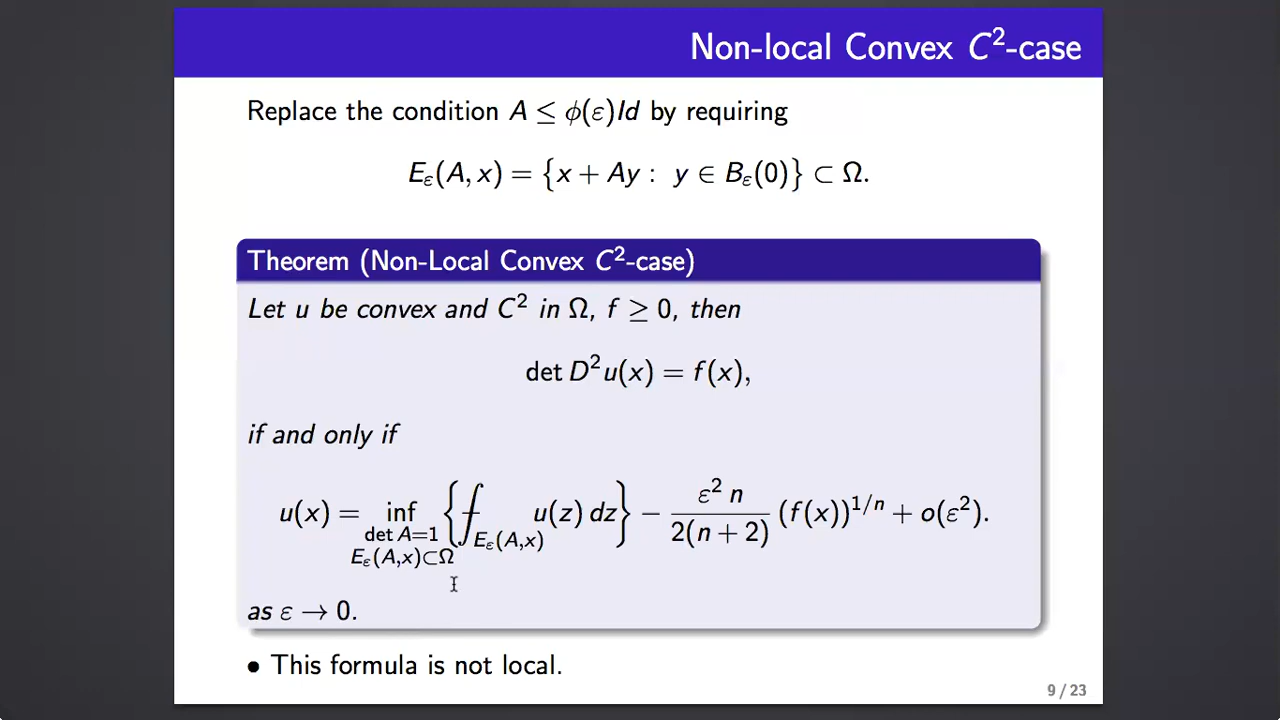 Non-local Convex C²-case
Replace the condition A ≤ ϕ(ε)Id by requiring
E_ε(A, x) = {x + Ay : y ∈ B_ε(0)} ⊂ Ω.
Theorem (Non-Local Convex C²-case)
Let u be convex and C² in Ω, f ≥ 0, then
det D²u(x) = f(x),
if and only if
u(x) = inf_{det A=1, E_ε(A,x)⊂Ω} {⨍_{E_ε(A,x)} u(z) dz} − ε² n / 2(n + 2) (f(x))^{1/n} + o(ε²).
as ε → 0.
• This formula is not local.
9 / 23